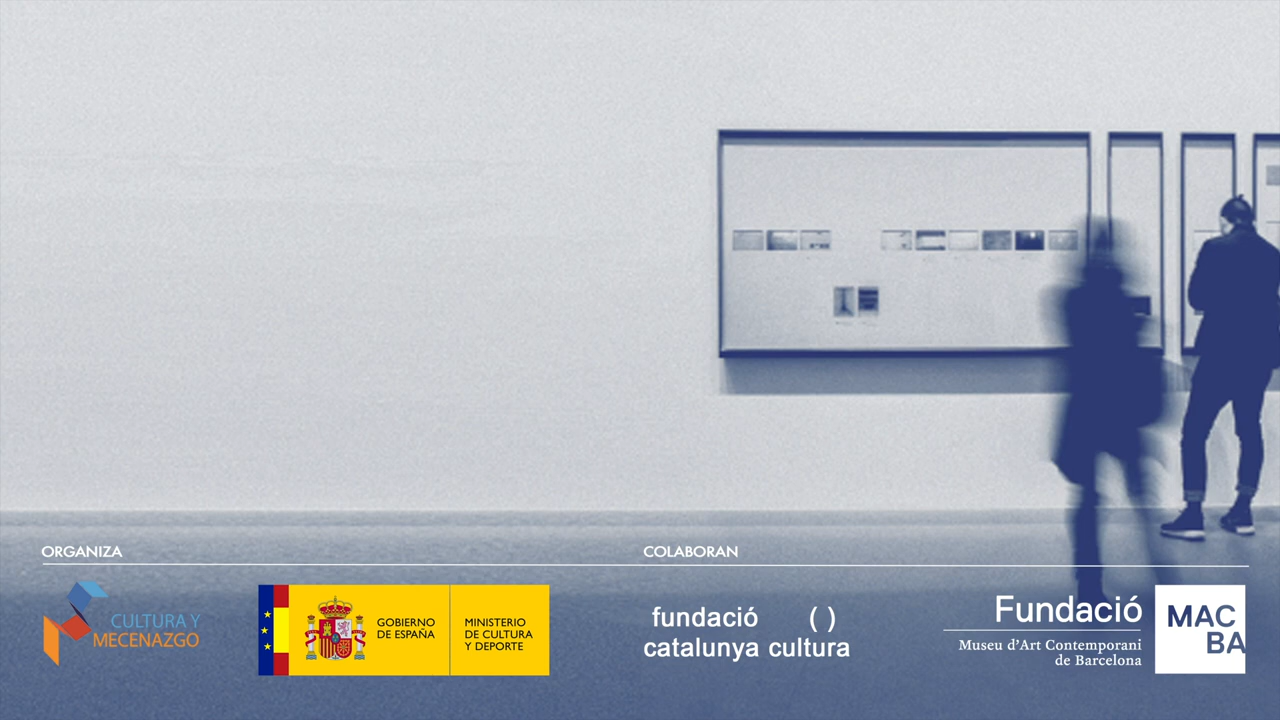 ORGANIZA
CULTURA Y
MECENAZGO
GOBIERNO
DE ESPAÑA
MINISTERIO
DE CULTURA
Y DEPORTE
COLABORAN
fundació ( )
catalunya cultura
Fundació
Museu d'Art Contemporani
de Barcelona
MAC
BA